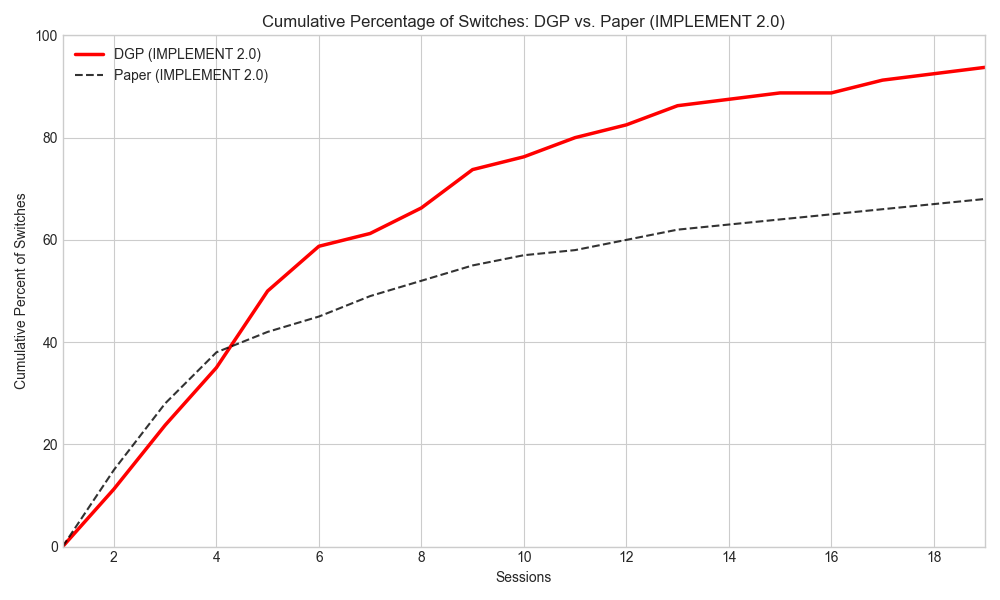 Cumulative Percentage of Switches: DGP vs. Paper (IMPLEMENT 2.0)
DGP (IMPLEMENT 2.0)
Paper (IMPLEMENT 2.0)
Cumulative Percent of Switches
100
80
60
40
20
0
2 4 6 8 10 12 14 16 18
Sessions